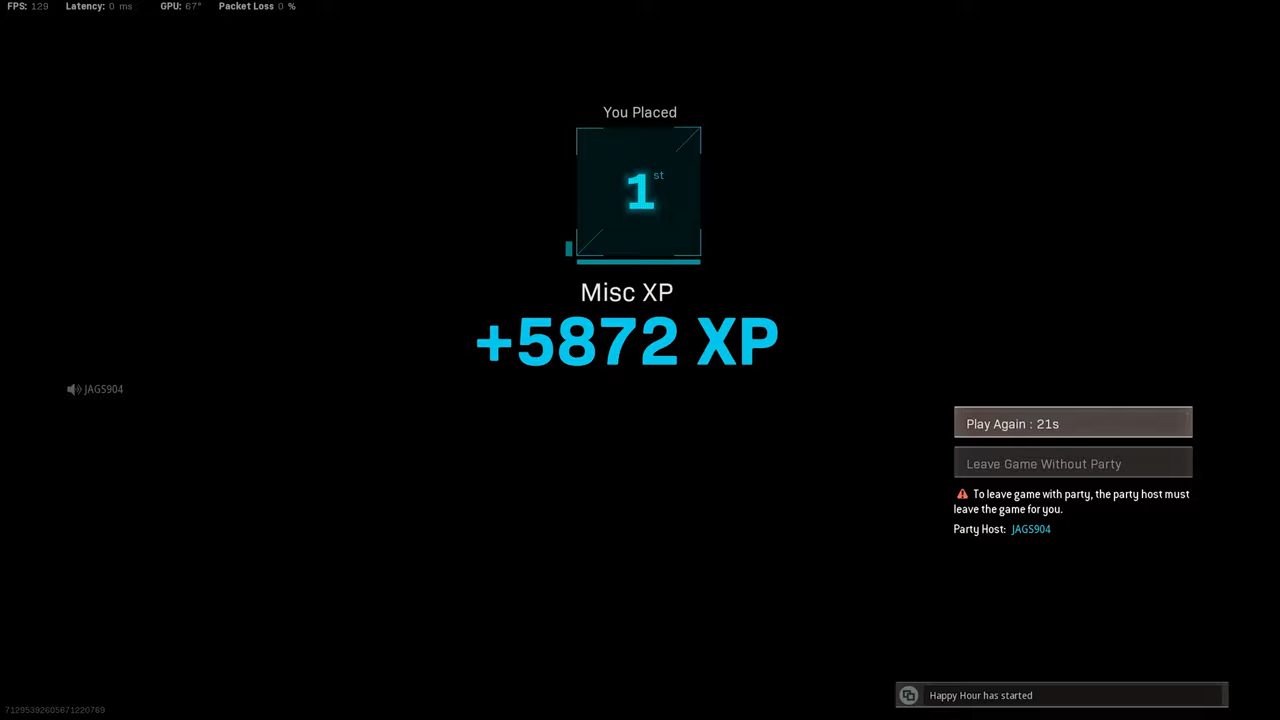 FPS: 129 Latency: 0 ms GPU: 67° Packet Loss 0 %
You Placed
1st
Misc XP
+5872 XP
JAGS904
Play Again : 21s
Leave Game Without Party
To leave game with party, the party host must
leave the game for you.
Party Host: JAGS904
Happy Hour has started
71295392605671220769